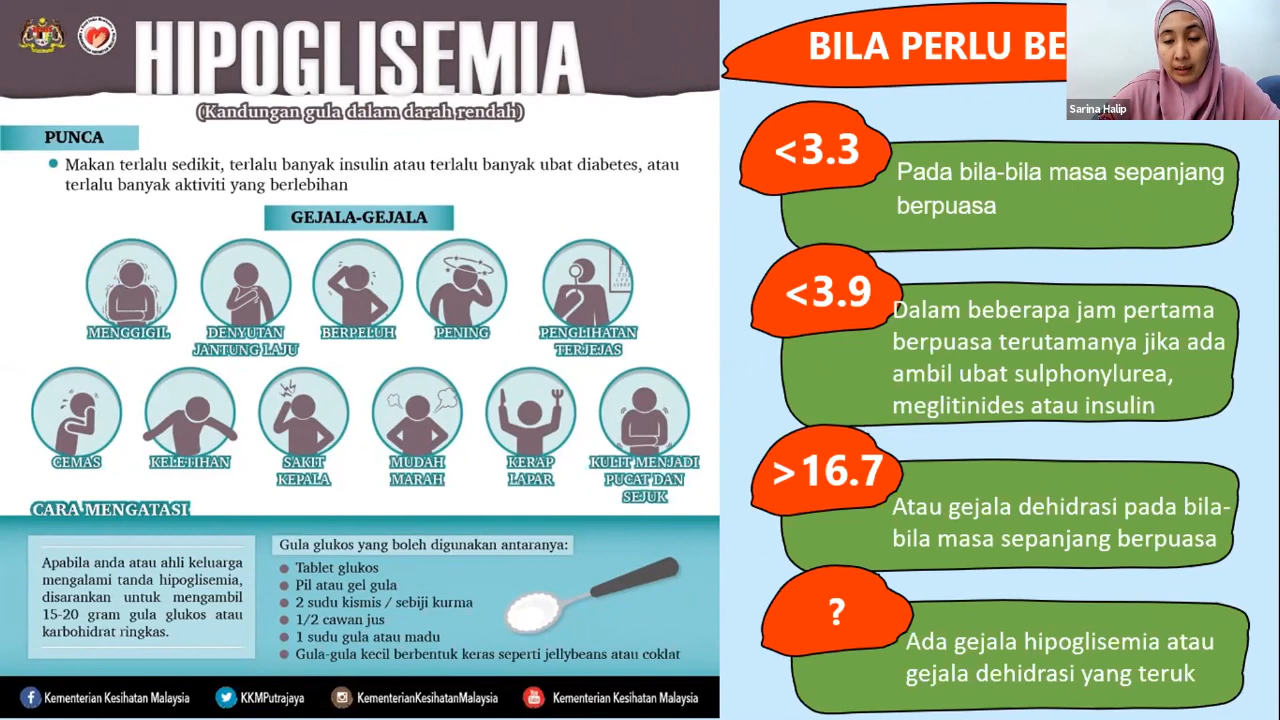 HIPOGLISEMIA
(Kandungan gula dalam darah rendah)
PUNCA
Makan terlalu sedikit, terlalu banyak insulin atau terlalu banyak ubat diabetes, atau
terlalu banyak aktiviti yang berlebihan
GEJALA-GEJALA
MENGGIGIL
DENYUTAN
JANTUNG LAJU
BERPELUH
PENING
PENGLIHATAN
TERJEJAS
CEMAS
KELETIHAN
SAKIT
KEPALA
MUDAH
MARAH
KERAP
LAPAR
KULIT MENJADI
PUCAT DAN
SEJUK
CARA MENGATASI
Apabila anda atau ahli keluarga
mengalami tanda hipoglisemia,
disarankan untuk mengambil
15-20 gram gula glukos atau
karbohidrat ringkas.
Gula glukos yang boleh digunakan antaranya:
Tablet glukos
Pil atau gel gula
2 sudu kismis / sebiji kurma
1/2 cawan jus
1 sudu gula atau madu
Gula-gula kecil berbentuk keras seperti jellybeans atau coklat
Kementerian Kesihatan Malaysia
KKMPutrajaya
KementerianKesihatanMalaysia
Kementerian Kesihatan Malaysia
BILA PERLU BE
Sarina Halip
<3.3
Pada bila-bila masa sepanjang
berpuasa
<3.9
Dalam beberapa jam pertama
berpuasa terutamanya jika ada
ambil ubat sulphonylurea,
meglitinides atau insulin
>16.7
Atau gejala dehidrasi pada bila-
bila masa sepanjang berpuasa
?
Ada gejala hipoglisemia atau
gejala dehidrasi yang teruk